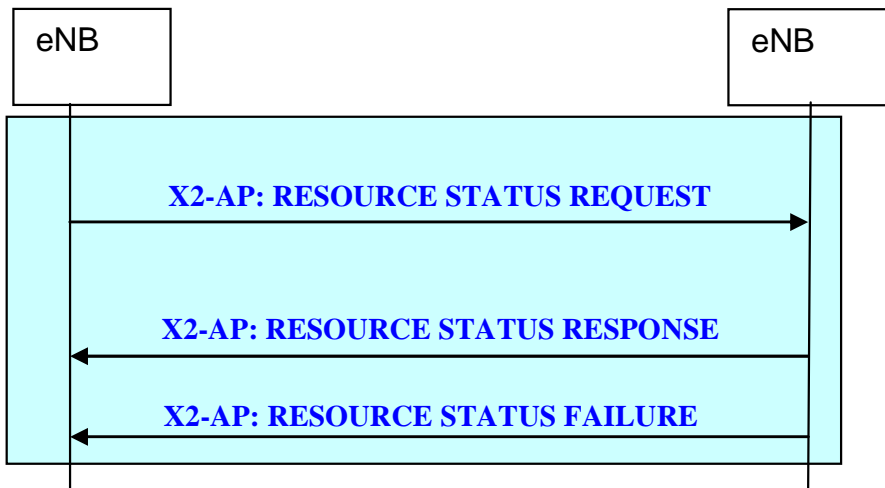 eNB
eNB
X2-AP: RESOURCE STATUS REQUEST
X2-AP: RESOURCE STATUS RESPONSE
X2-AP: RESOURCE STATUS FAILURE